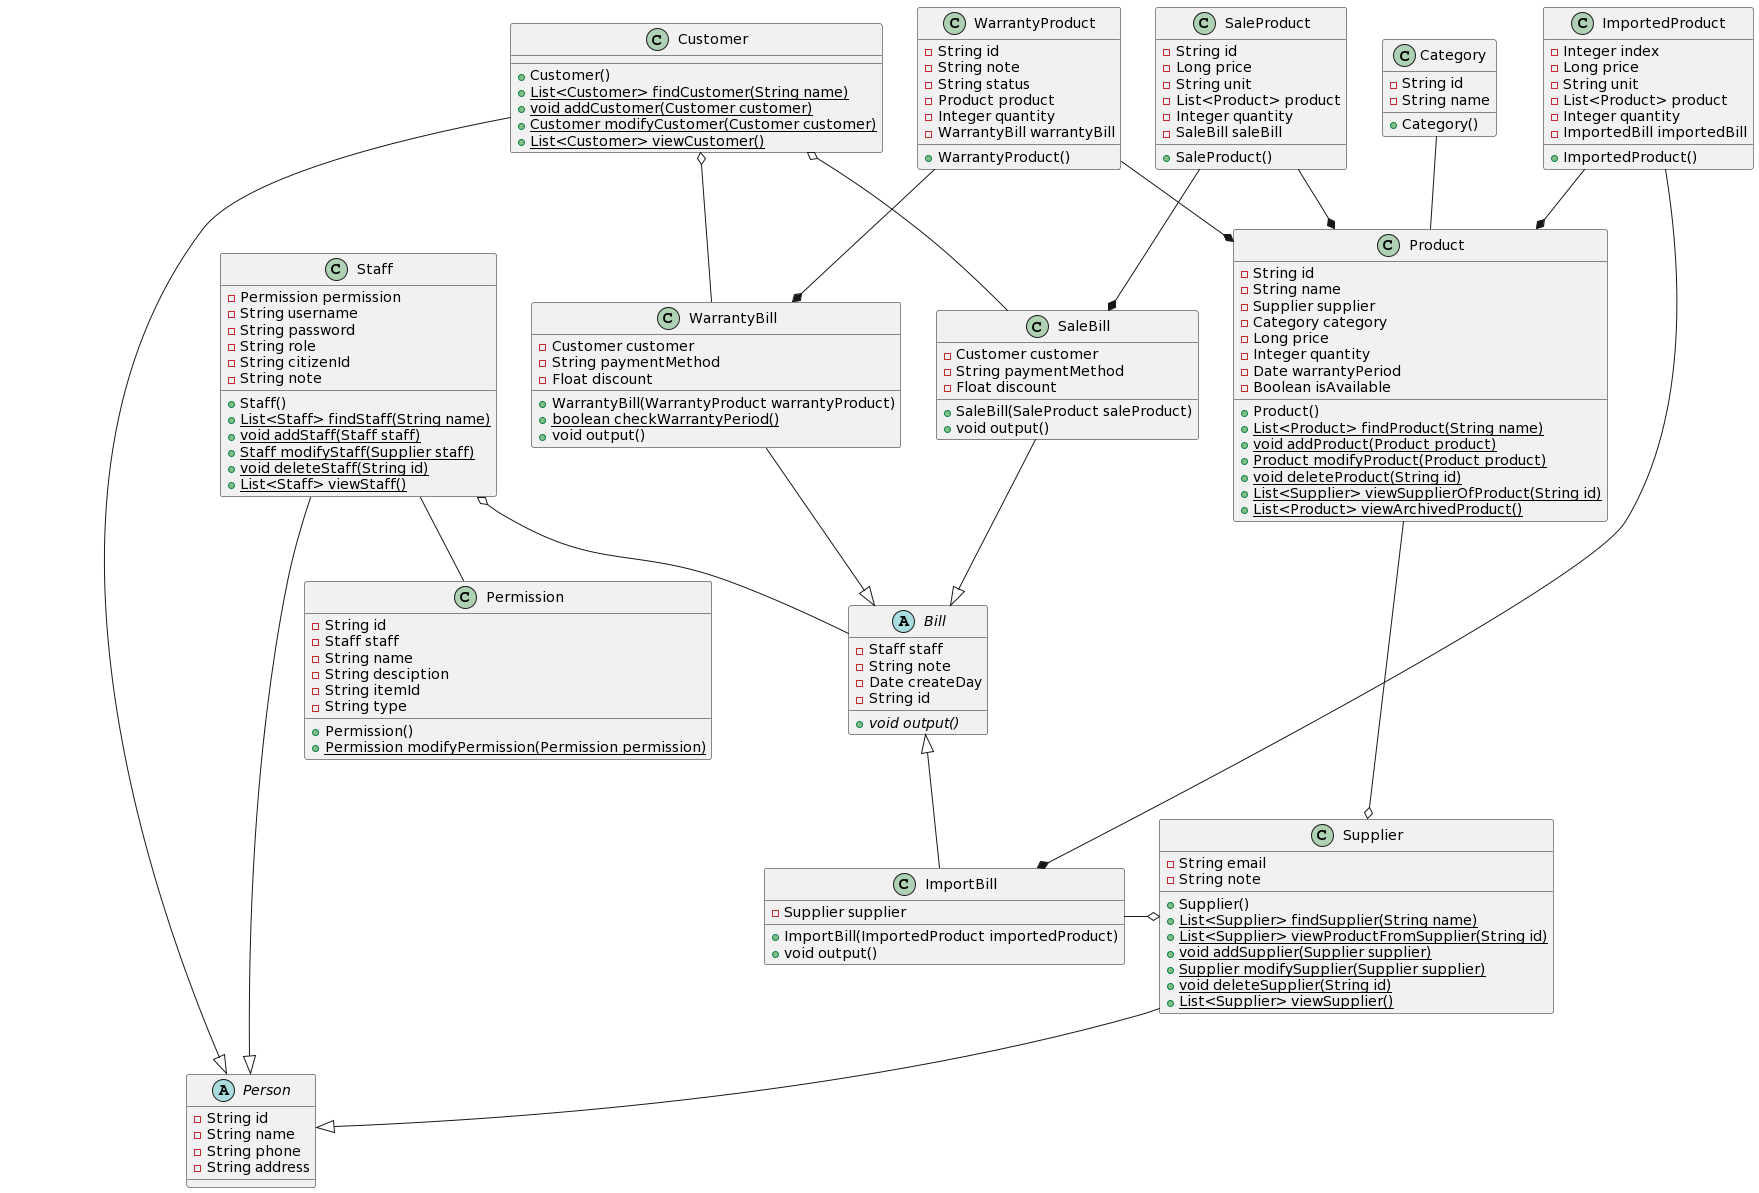 C Customer
Customer()
List<Customer> findCustomer(String name)
void addCustomer(Customer customer)
Customer modifyCustomer(Customer customer)
List<Customer> viewCustomer()
C WarrantyProduct
String id
String note
String status
Product product
Integer quantity
WarrantyBill warrantyBill
WarrantyProduct()
C SaleProduct
String id
Long price
String unit
List<Product> product
Integer quantity
SaleBill saleBill
SaleProduct()
C Category
String id
String name
Category()
C ImportedProduct
Integer index
Long price
String unit
List<Product> product
Integer quantity
ImportedBill importedBill
ImportedProduct()
C Staff
Permission permission
String username
String password
String role
String citizenId
String note
Staff()
List<Staff> findStaff(String name)
void addStaff(Staff staff)
Staff modifyStaff(Supplier staff)
void deleteStaff(String id)
List<Staff> viewStaff()
C WarrantyBill
Customer customer
String paymentMethod
Float discount
WarrantyBill(WarrantyProduct warrantyProduct)
boolean checkWarrantyPeriod()
void output()
C SaleBill
Customer customer
String paymentMethod
Float discount
SaleBill(SaleProduct saleProduct)
void output()
C Product
String id
String name
Supplier supplier
Category category
Long price
Integer quantity
Date warrantyPeriod
Boolean isAvailable
Product()
List<Product> findProduct(String name)
void addProduct(Product product)
Product modifyProduct(Product product)
void deleteProduct(String id)
List<Supplier> viewSupplierOfProduct(String id)
List<Product> viewArchivedProduct()
C Permission
String id
Staff staff
String name
String desciption
String itemId
String type
Permission()
Permission modifyPermission(Permission permission)
A Bill
Staff staff
String note
Date createDay
String id
void output()
C ImportBill
Supplier supplier
ImportBill(ImportedProduct importedProduct)
void output()
C Supplier
String email
String note
Supplier()
List<Supplier> findSupplier(String name)
List<Supplier> viewProductFromSupplier(String id)
void addSupplier(Supplier supplier)
Supplier modifySupplier(Supplier supplier)
void deleteSupplier(String id)
List<Supplier> viewSupplier()
A Person
String id
String name
String phone
String address